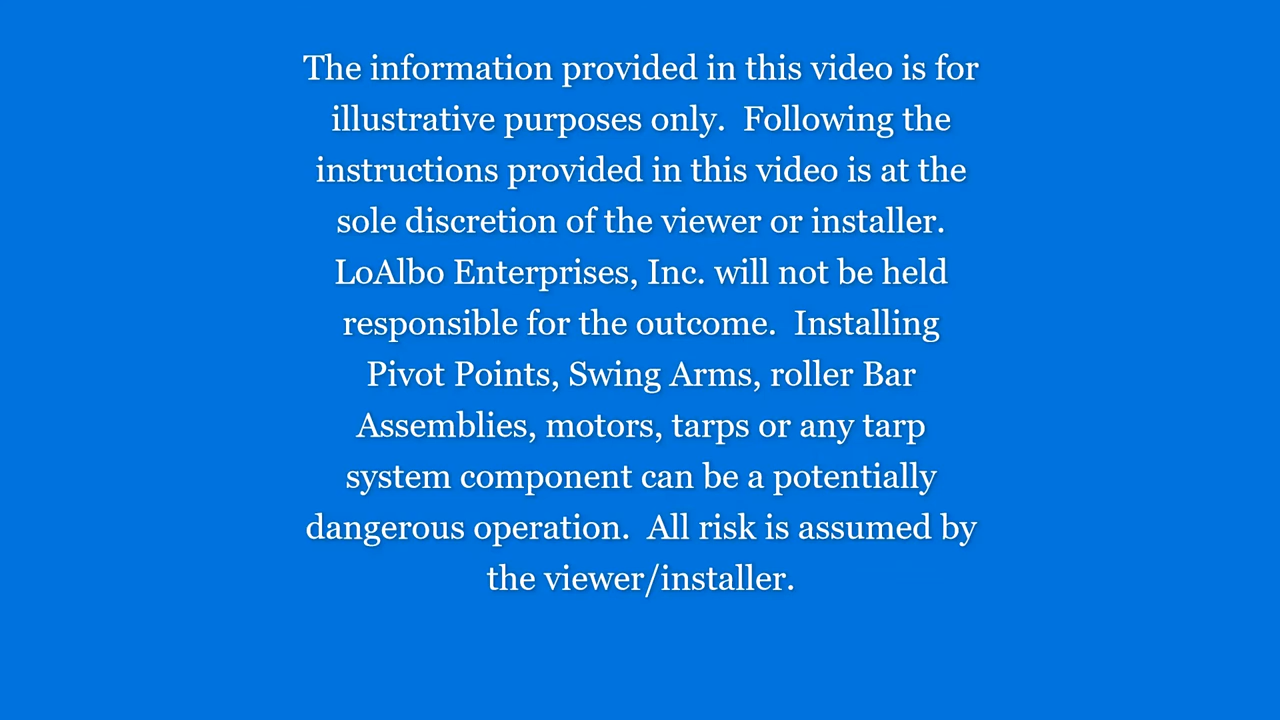 The information provided in this video is for
illustrative purposes only.  Following the
instructions provided in this video is at the
sole discretion of the viewer or installer.
LoAlbo Enterprises, Inc. will not be held
responsible for the outcome.  Installing
Pivot Points, Swing Arms, roller Bar
Assemblies, motors, tarps or any tarp
system component can be a potentially
dangerous operation.  All risk is assumed by
the viewer/installer.